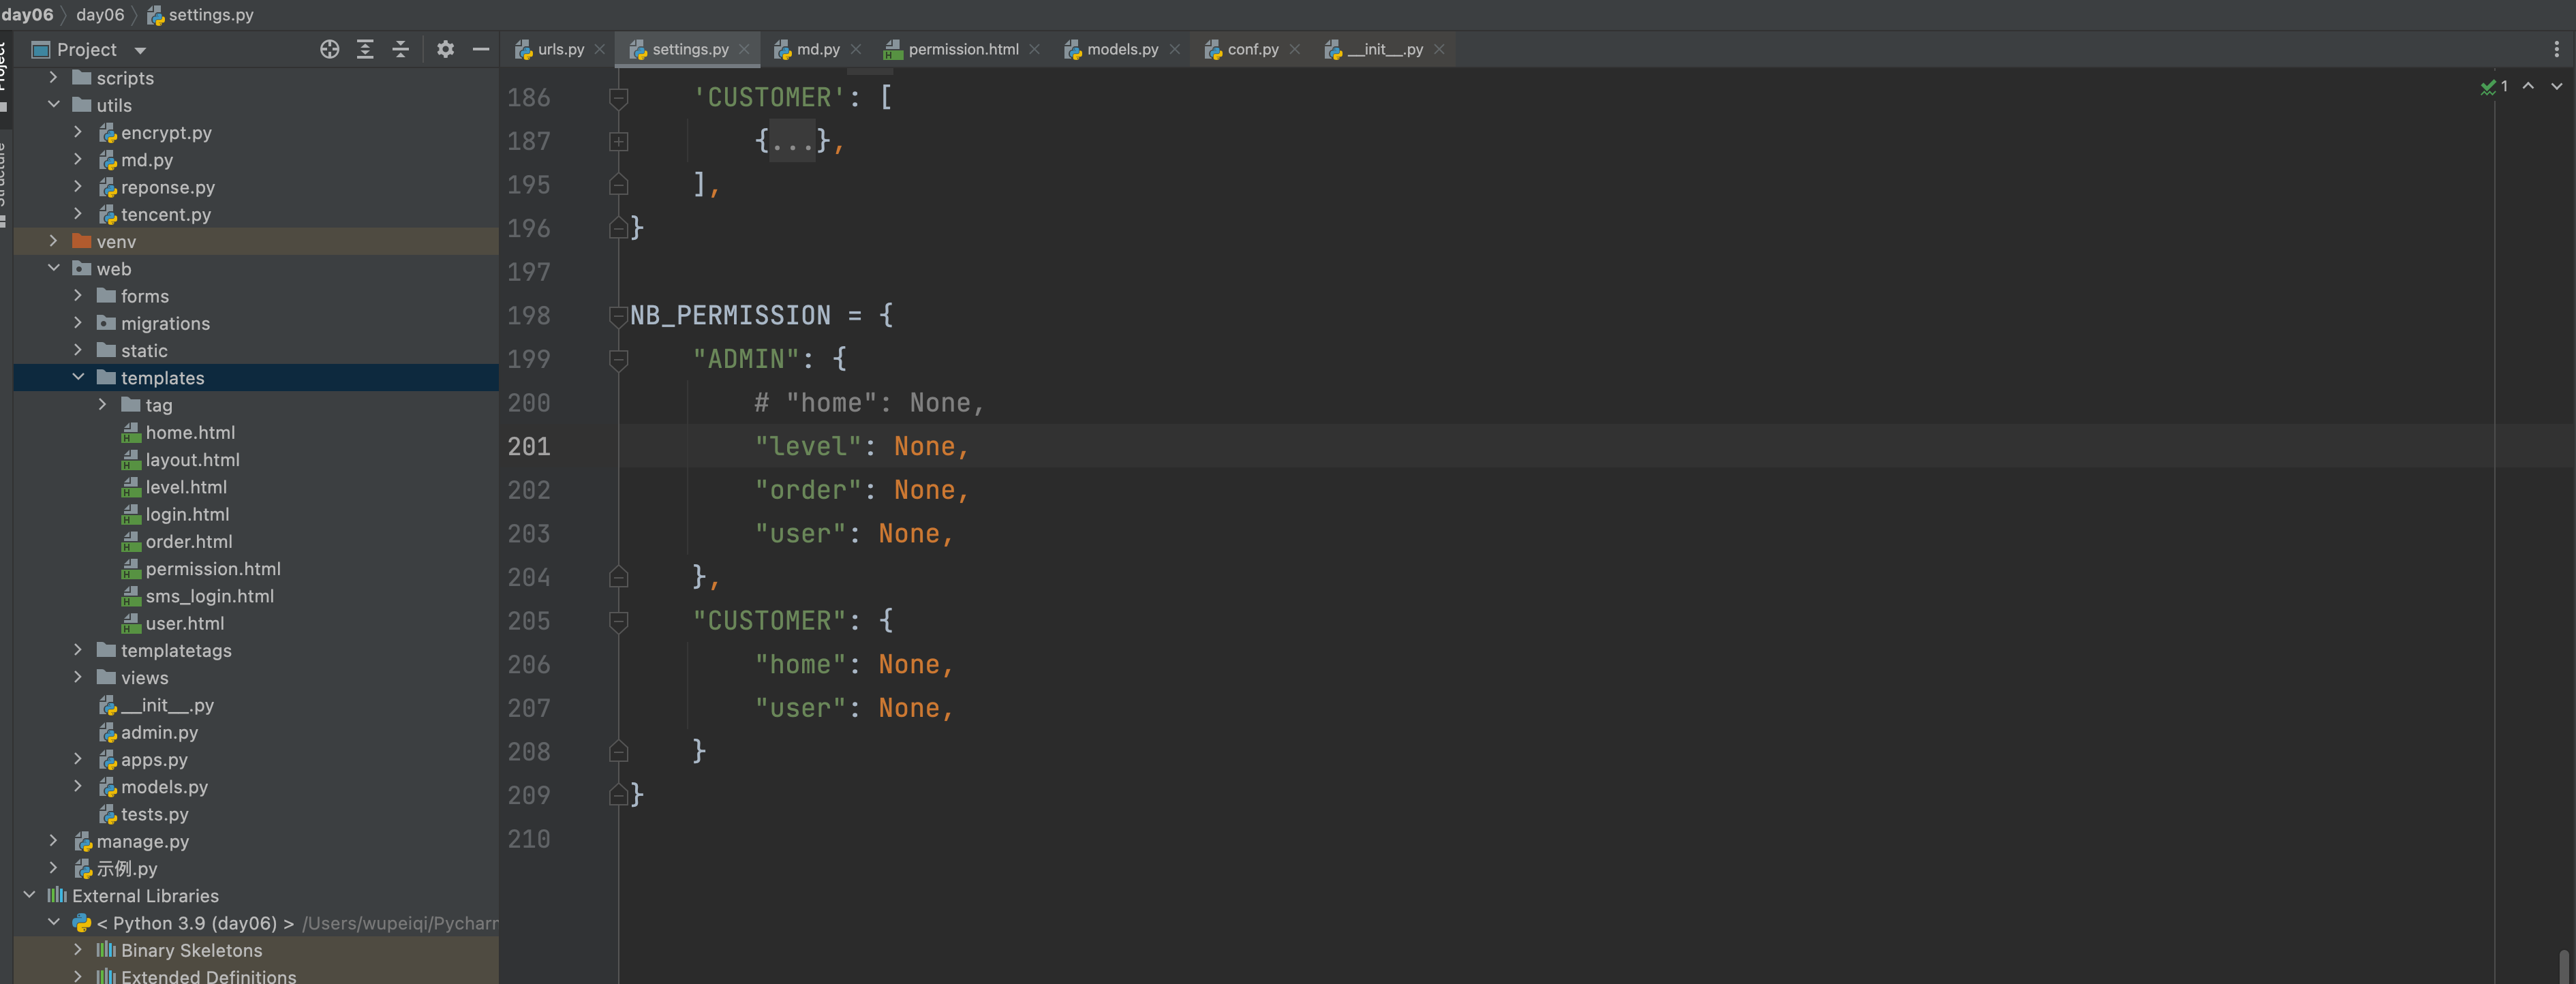 day06 day06 settings.py
Project
urls.py settings.py md.py permission.html models.py conf.py __init__.py
scripts
utils
encrypt.py
md.py
reponse.py
tencent.py
venv
web
forms
migrations
static
templates
tag
home.html
layout.html
level.html
login.html
order.html
permission.html
sms_login.html
user.html
templatetags
views
__init__.py
admin.py
apps.py
models.py
tests.py
manage.py
示例.py
External Libraries
< Python 3.9 (day06) > /Users/wupeiqi/Pycharm
Binary Skeletons
Extended Definitions
Project
Structure
1
186 'CUSTOMER': [
187 {...},
195 ],
196 }
197
198 NB_PERMISSION = {
199 "ADMIN": {
200 # "home": None,
201 "level": None,
202 "order": None,
203 "user": None,
204 },
205 "CUSTOMER": {
206 "home": None,
207 "user": None,
208 }
209 }
210